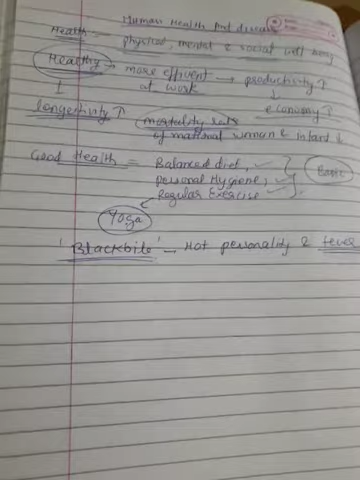 Human Health And disease
Health → physical, mental & social well being
Healthy → more efficient at work → productivity ↑
↓
longetivity ↑ economy ↑
mortality rate
of maternal woman & infant ↓
Good Health = Balanced diet,
personal Hygiene, Basic
Regular Exercise
Yoga
'Blackbile' – Hot personality & fever